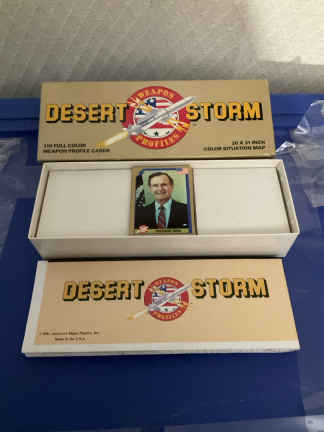 DESERT STORM
WEAPON
PROFILES
110 FULL COLOR
WEAPON PROFILE CARDS
20 X 31 INCH
COLOR SITUATION MAP
DESERT STORM
WEAPON
PROFILES
Made in the U.S.A.